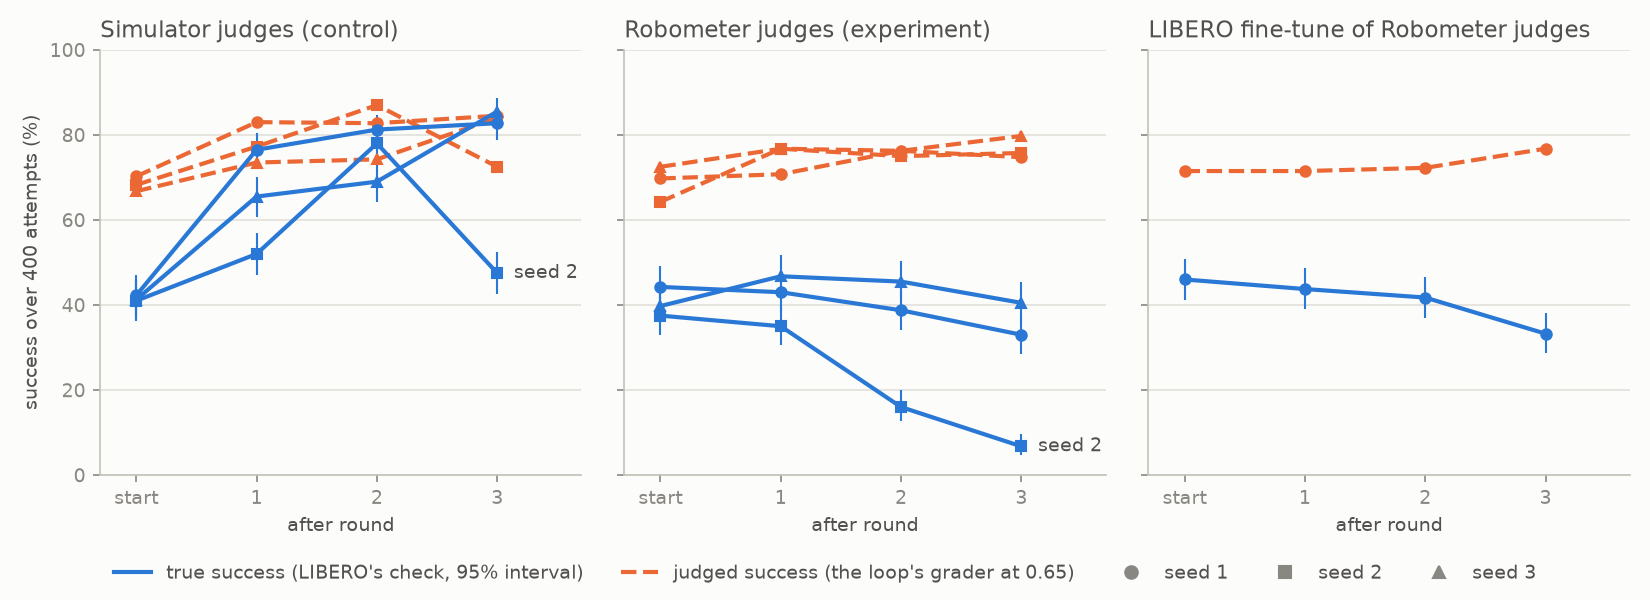 Simulator judges (control)
Robometer judges (experiment)
LIBERO fine-tune of Robometer judges
success over 400 attempts (%)
100
80
60
40
20
0
seed 2
seed 2
start 1 2 3
start 1 2 3
start 1 2 3
after round
after round
after round
true success (LIBERO's check, 95% interval)
judged success (the loop's grader at 0.65)
seed 1
seed 2
seed 3